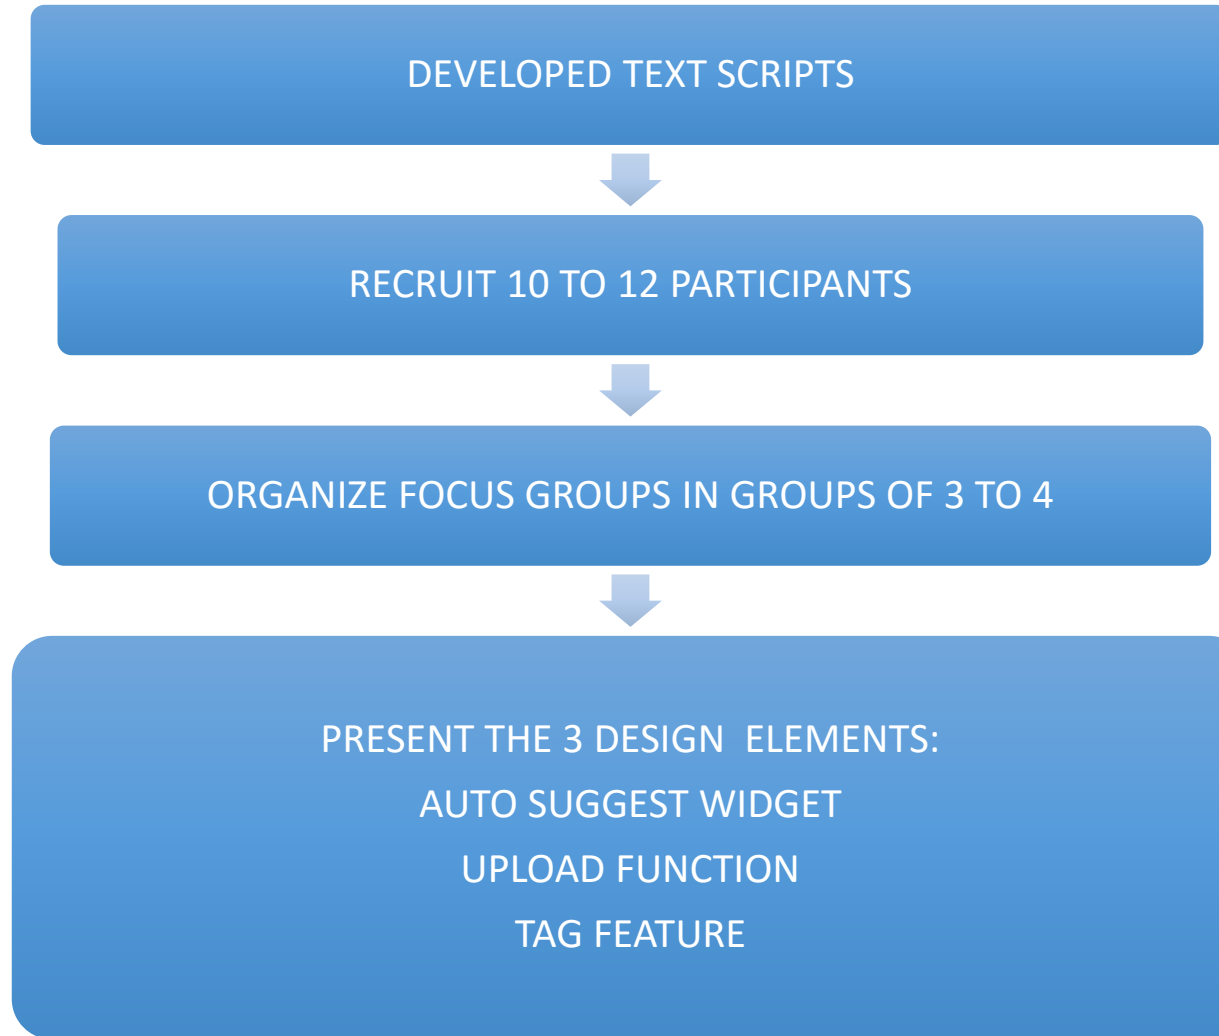 DEVELOPED TEXT SCRIPTS
RECRUIT 10 TO 12 PARTICIPANTS
ORGANIZE FOCUS GROUPS IN GROUPS OF 3 TO 4
PRESENT THE 3 DESIGN  ELEMENTS:
AUTO SUGGEST WIDGET
UPLOAD FUNCTION
TAG FEATURE